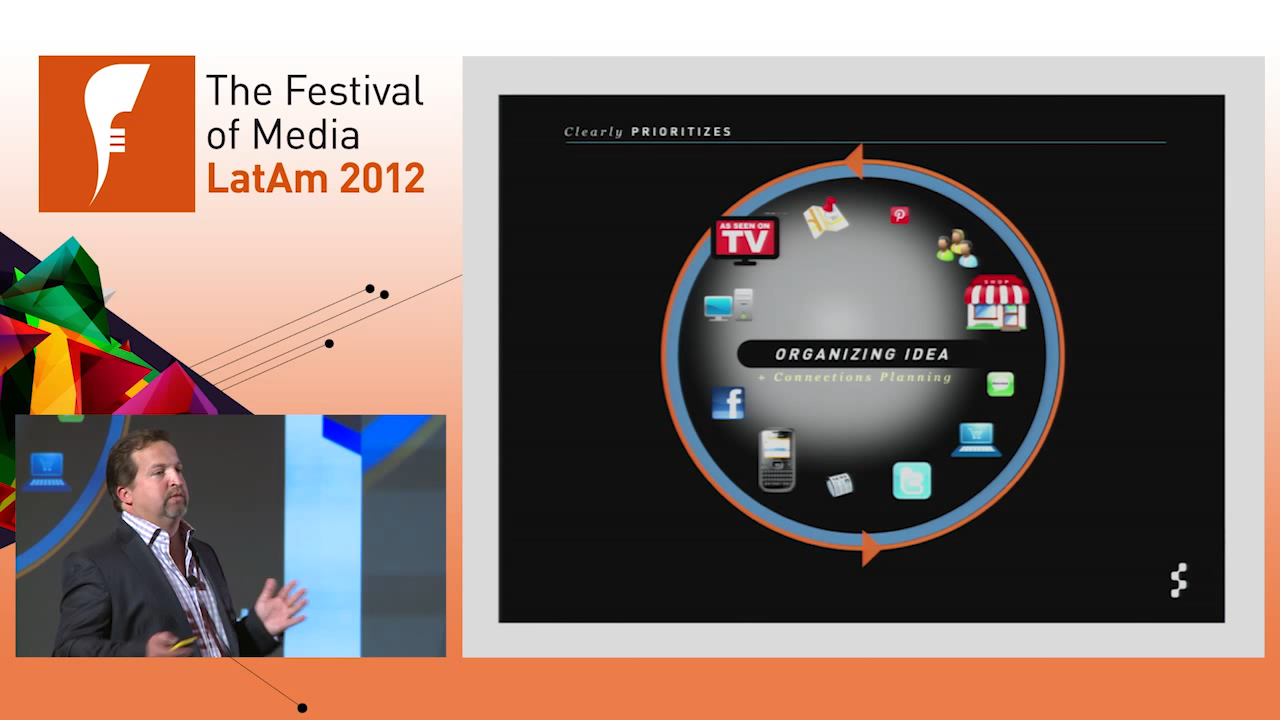 The Festival
of Media
LatAm 2012
Clearly PRIORITIZES
AS SEEN ON
TV
SHOP
ORGANIZING IDEA
+ Connections Planning